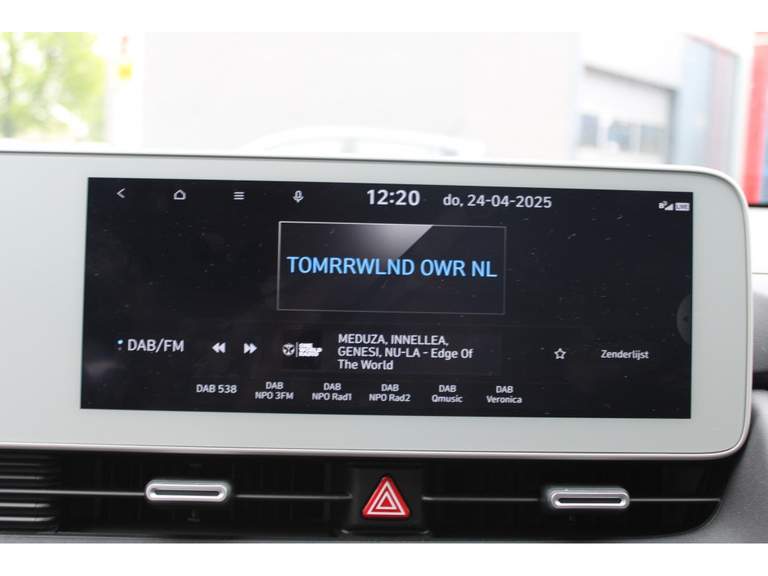 12:20 do, 24-04-2025
LIVE
TOMRRWLND OWR NL
DAB/FM
MEDUZA, INNELLEA,
GENESI, NU-LA - Edge Of
The World
Zenderlijst
DAB 538
DAB
NPO 3FM
DAB
NPO Rad1
DAB
NPO Rad2
DAB
Qmusic
DAB
Veronica